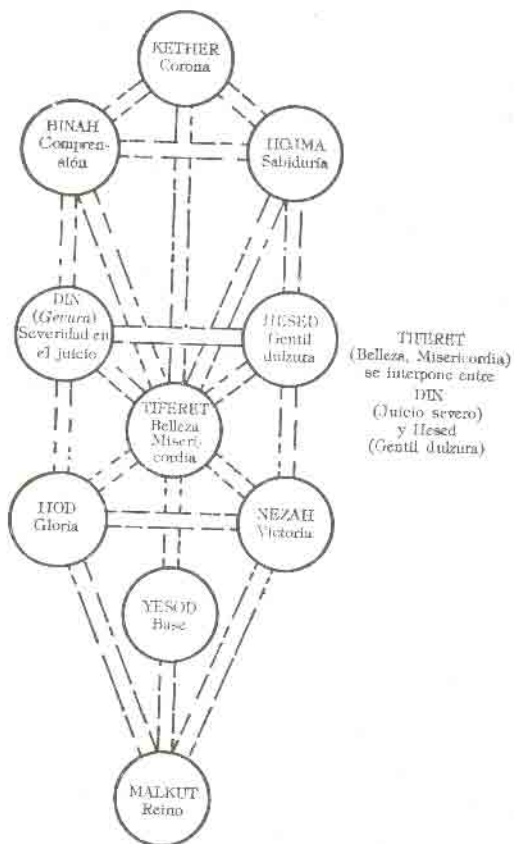 KETHER
Corona
BINAH
Compren-
sión
HOJMA
Sabiduría
DIN
(Gevura)
Severidad en
el juicio
HESED
Gentil
dulzura
TIFERET
(Belleza, Misericordia)
se interpone entre
DIN
(Juicio severo)
y Hesed
(Gentil dulzura)
TIFERET
Belleza
Miseri-
cordia
HOD
Gloria
NEZAH
Victoria
YESOD
Base
MALKUT
Reino